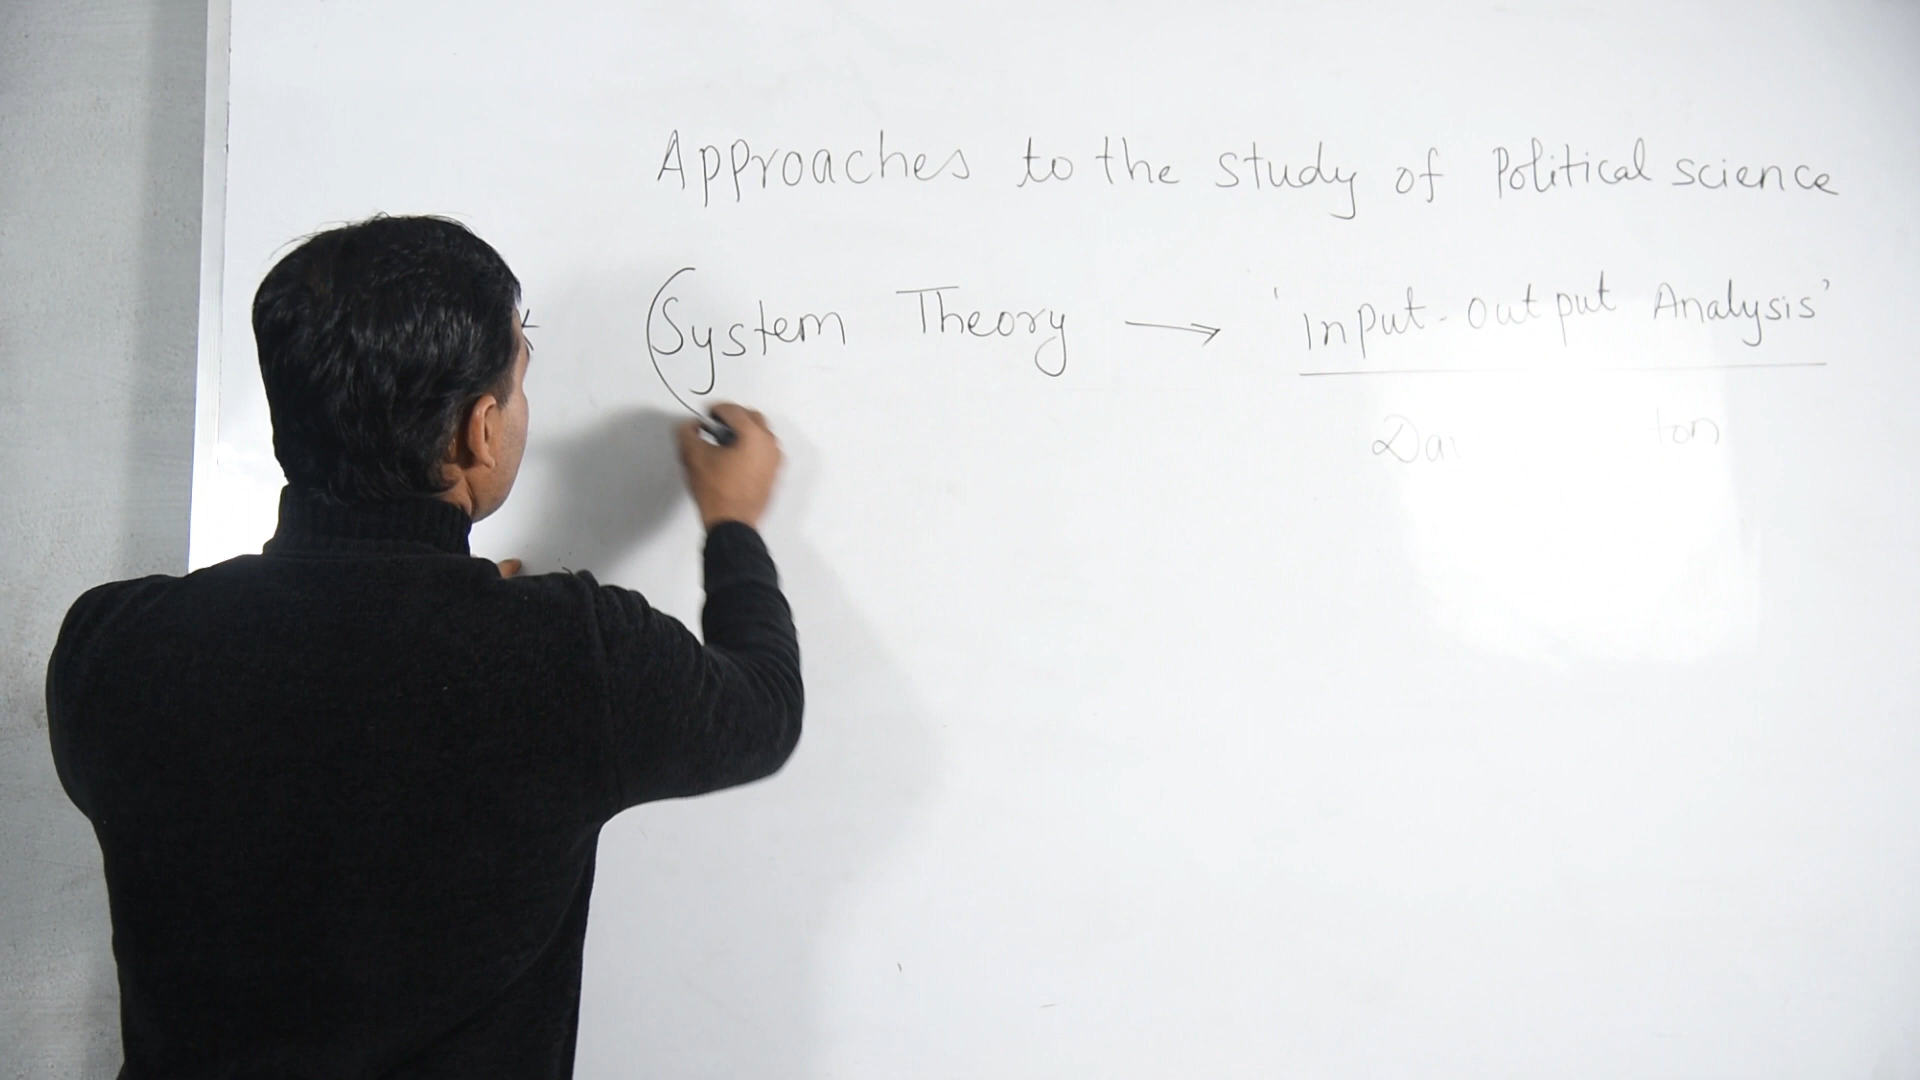 Approaches to the study of Political science
* System Theory → 'Input-output Analysis'